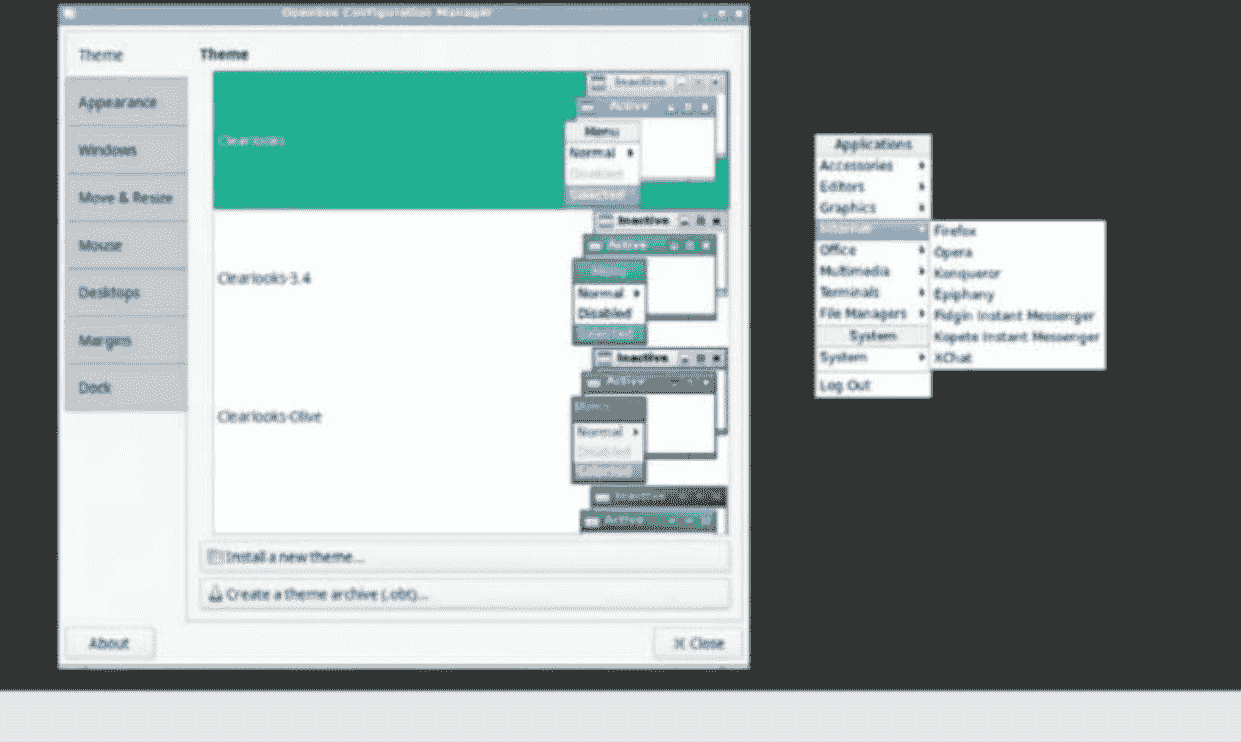 Openbox Configuration Manager
Theme
Appearance
Windows
Move & Resize
Mouse
Desktops
Margins
Dock
Theme
Clearlooks
Inactive
Active
Menu
Normal
Disabled
Selected
Clearlooks-3.4
Inactive
Active
Menu
Normal
Disabled
Clearlooks-Olive
Inactive
Active
Menu
Normal
Disabled
Inactive
Active
Install a new theme...
Create a theme archive (.obt)...
About
Close
Applications
Accessories
Editors
Graphics
Office
Multimedia
Terminals
File Managers
System
System
Log Out
Firefox
Opera
Konqueror
Epiphany
Pidgin Instant Messenger
Kopete Instant Messenger
XChat